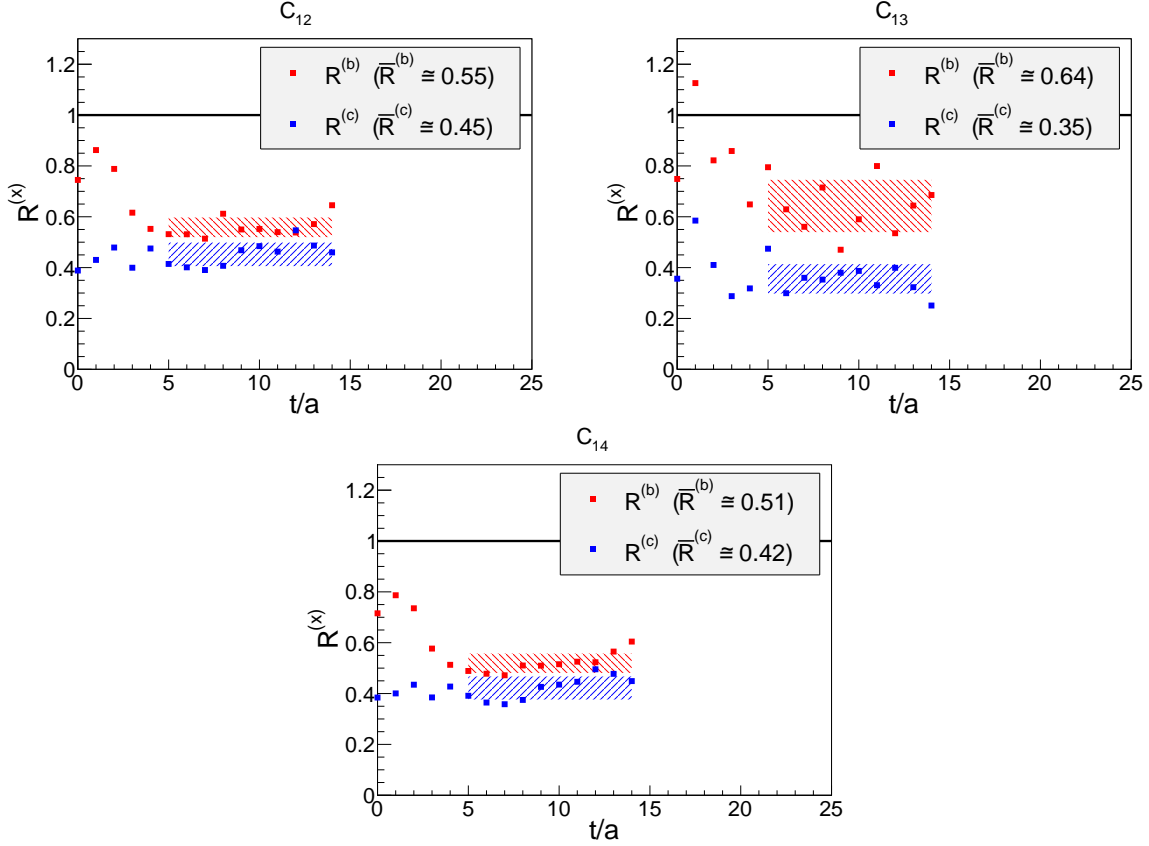 C₁₂
R⁽ˣ⁾
1.2
1
0.8
0.6
0.4
0.2
0
R⁽ᵇ⁾ (R̅⁽ᵇ⁾ ≅ 0.55)
R⁽ᶜ⁾ (R̅⁽ᶜ⁾ ≅ 0.45)
0 5 10 15 20 25
t/a
C₁₃
R⁽ˣ⁾
1.2
1
0.8
0.6
0.4
0.2
0
R⁽ᵇ⁾ (R̅⁽ᵇ⁾ ≅ 0.64)
R⁽ᶜ⁾ (R̅⁽ᶜ⁾ ≅ 0.35)
0 5 10 15 20 25
t/a
C₁₄
R⁽ˣ⁾
1.2
1
0.8
0.6
0.4
0.2
0
R⁽ᵇ⁾ (R̅⁽ᵇ⁾ ≅ 0.51)
R⁽ᶜ⁾ (R̅⁽ᶜ⁾ ≅ 0.42)
0 5 10 15 20 25
t/a